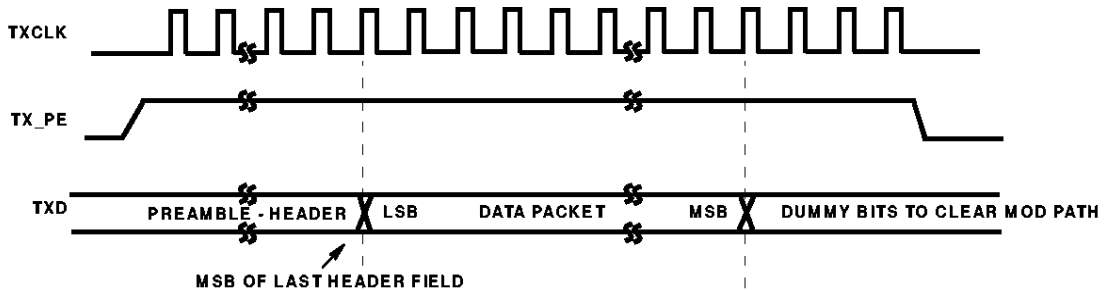 TXCLK
TX_PE
TXD
PREAMBLE - HEADER
LSB
DATA PACKET
MSB
DUMMY BITS TO CLEAR MOD PATH
MSB OF LAST HEADER FIELD